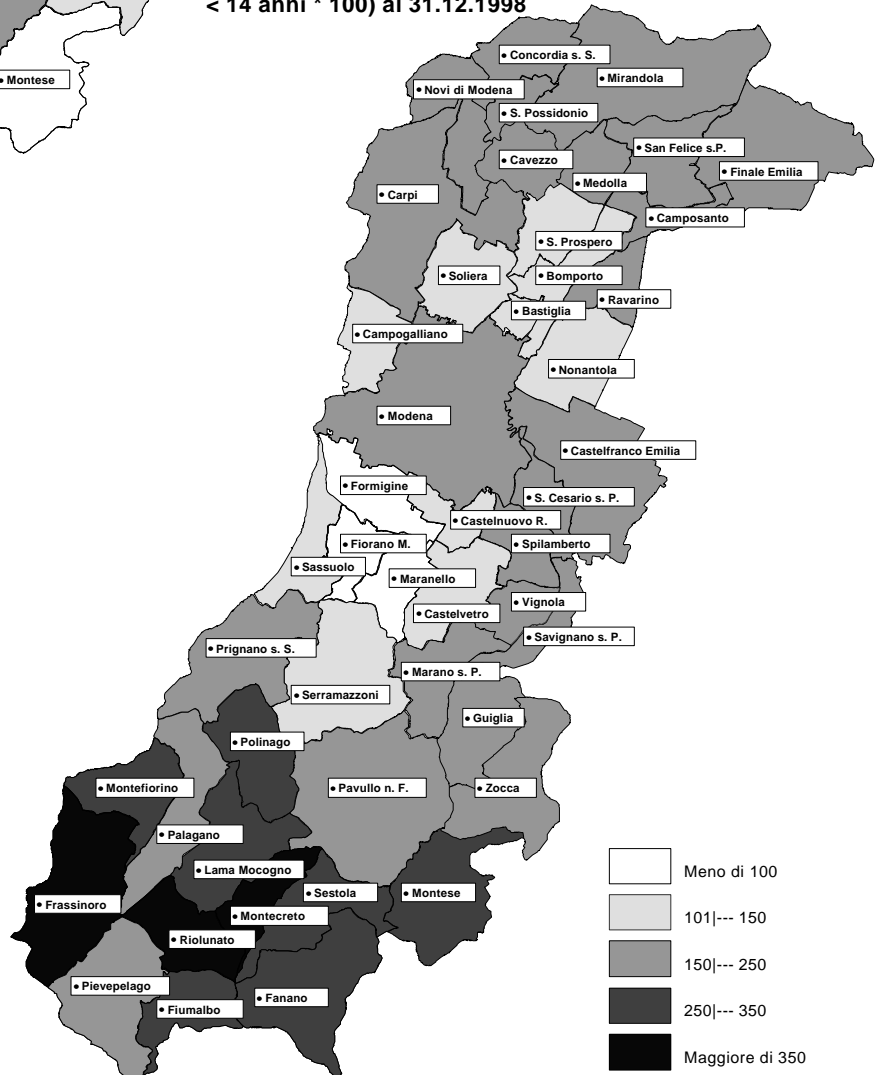 < 14 anni * 100) al 31.12.1998
Montese
Concordia s. S.
Mirandola
Novi di Modena
S. Possidonio
San Felice s.P.
Cavezzo
Finale Emilia
Medolla
Carpi
Camposanto
S. Prospero
Soliera
Bomporto
Ravarino
Bastiglia
Campogalliano
Nonantola
Modena
Castelfranco Emilia
Formigine
S. Cesario s. P.
Castelnuovo R.
Fiorano M.
Spilamberto
Sassuolo
Maranello
Vignola
Castelvetro
Savignano s. P.
Prignano s. S.
Marano s. P.
Serramazzoni
Guiglia
Polinago
Montefiorino
Pavullo n. F.
Zocca
Palagano
Lama Mocogno
Sestola
Montese
Frassinoro
Montecreto
Riolunato
Pievepelago
Fanano
Fiumalbo
Meno di 100
101|--- 150
150|--- 250
250|--- 350
Maggiore di 350